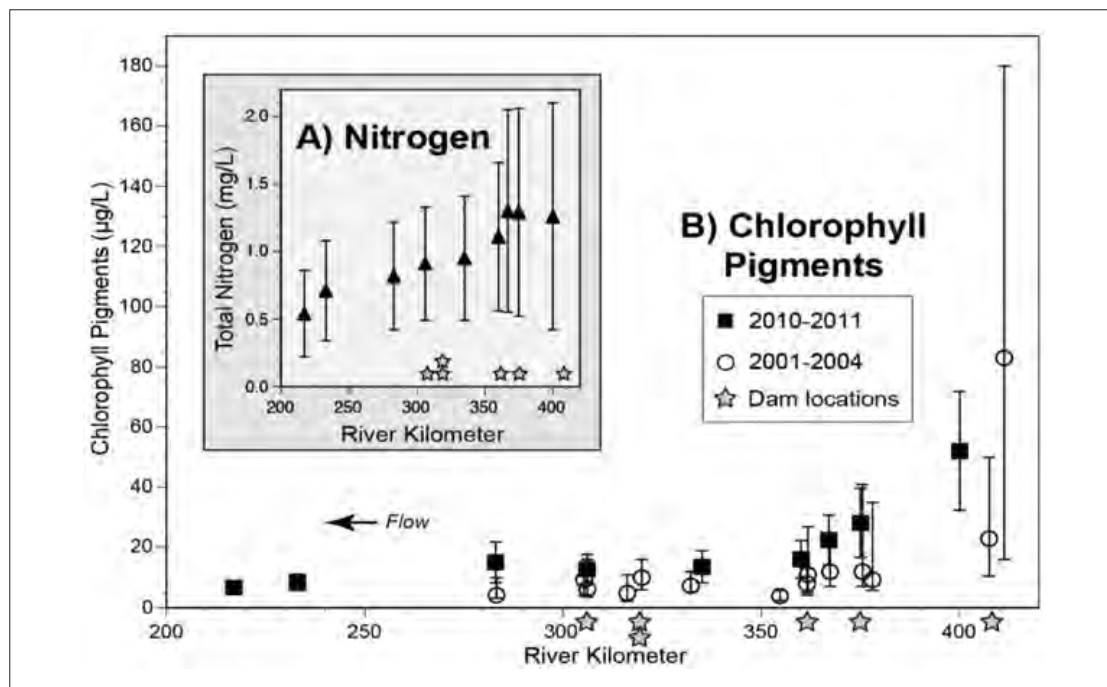 180
160
140
120
100
80
60
40
20
0
Chlorophyll Pigments (µg/L)
A) Nitrogen
2.0
1.5
1.0
0.5
0.0
Total Nitrogen (mg/L)
200 250 300 350 400
River Kilometer
B) Chlorophyll
Pigments
2010-2011
2001-2004
Dam locations
Flow
200 250 300 350 400
River Kilometer